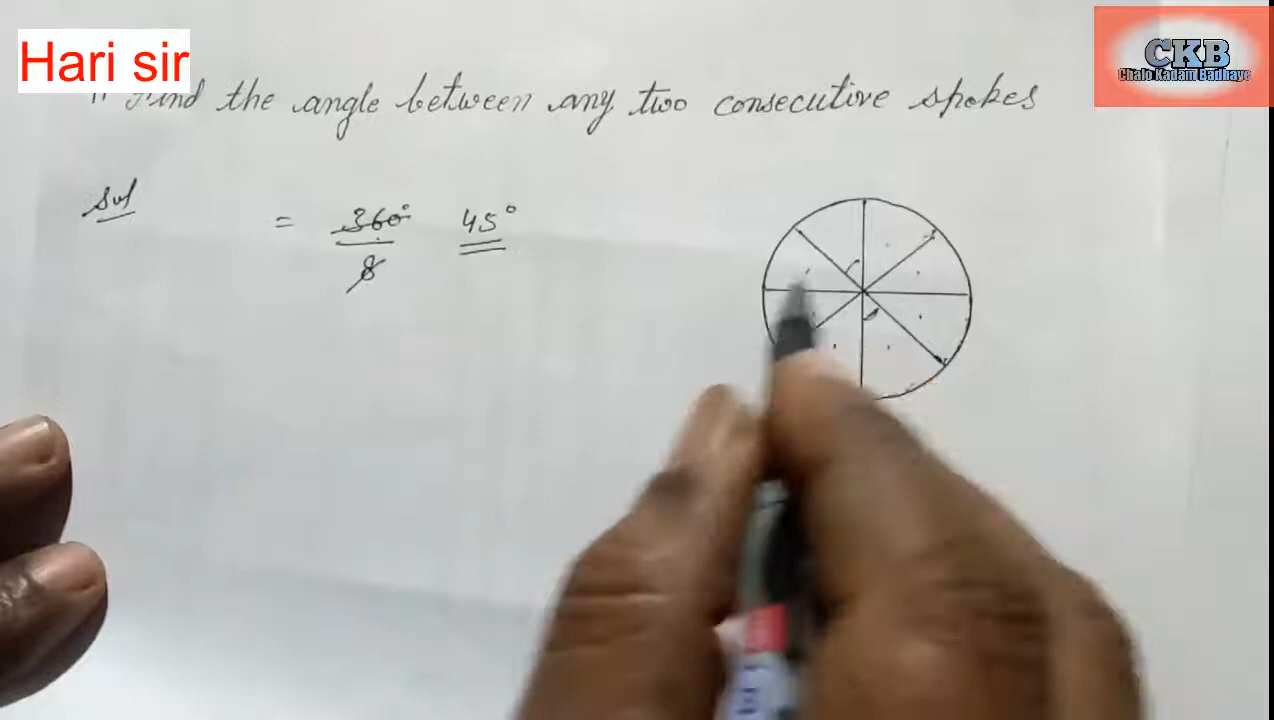 Hari sir
CKB
Chalo Kadam Badhaye
Find the angle between any two consecutive spokes
Sol
= 360° 45°
8